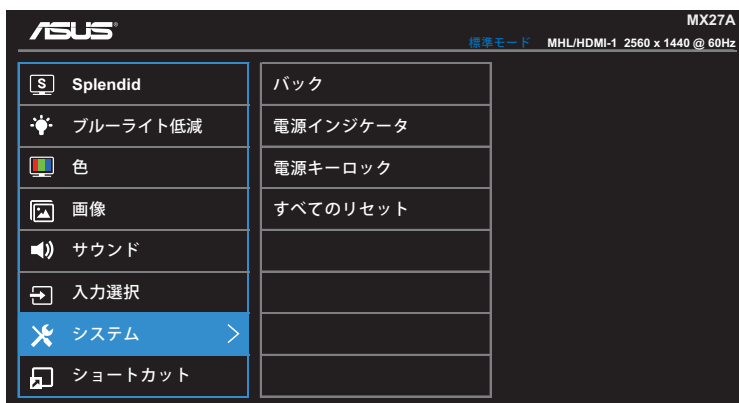 ASUS
MX27A
標準モード MHL/HDMI-1 2560 x 1440 @ 60Hz
S Splendid
ブルーライト低減
色
画像
サウンド
入力選択
システム
ショートカット
バック
電源インジケータ
電源キーロック
すべてのリセット